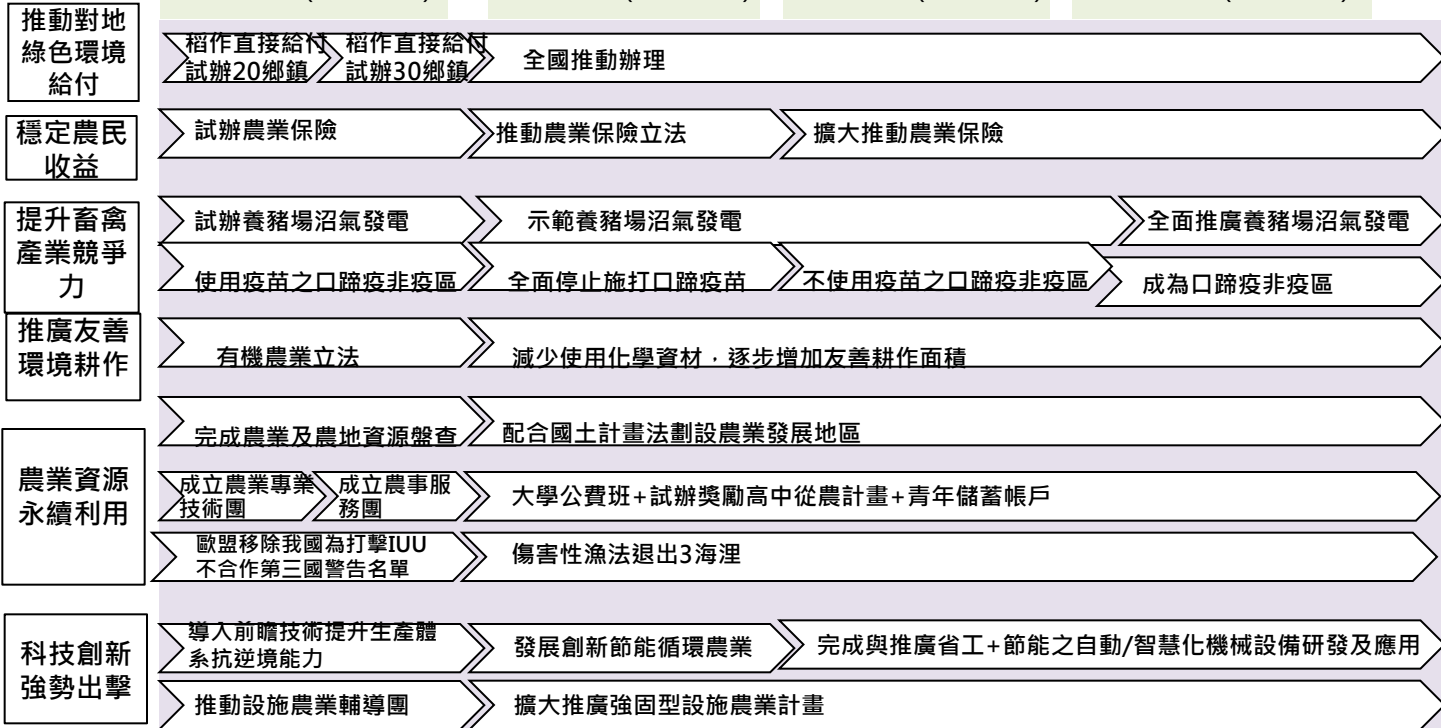 推動對地
綠色環境
給付
稻作直接給付
試辦20鄉鎮
稻作直接給付
試辦30鄉鎮
全國推動辦理
穩定農民
收益
試辦農業保險
推動農業保險立法
擴大推動農業保險
提升畜禽
產業競爭
力
試辦養豬場沼氣發電
示範養豬場沼氣發電
全面推廣養豬場沼氣發電
使用疫苗之口蹄疫非疫區
全面停止施打口蹄疫苗
不使用疫苗之口蹄疫非疫區
成為口蹄疫非疫區
推廣友善
環境耕作
有機農業立法
減少使用化學資材，逐步增加友善耕作面積
農業資源
永續利用
完成農業及農地資源盤查
配合國土計畫法劃設農業發展地區
成立農業專業
技術團
成立農事服
務團
大學公費班+試辦獎勵高中從農計畫+青年儲蓄帳戶
歐盟移除我國為打擊IUU
不合作第三國警告名單
傷害性漁法退出3海浬
科技創新
強勢出擊
導入前瞻技術提升生產體
系抗逆境能力
發展創新節能循環農業
完成與推廣省工+節能之自動/智慧化機械設備研發及應用
推動設施農業輔導團
擴大推廣強固型設施農業計畫